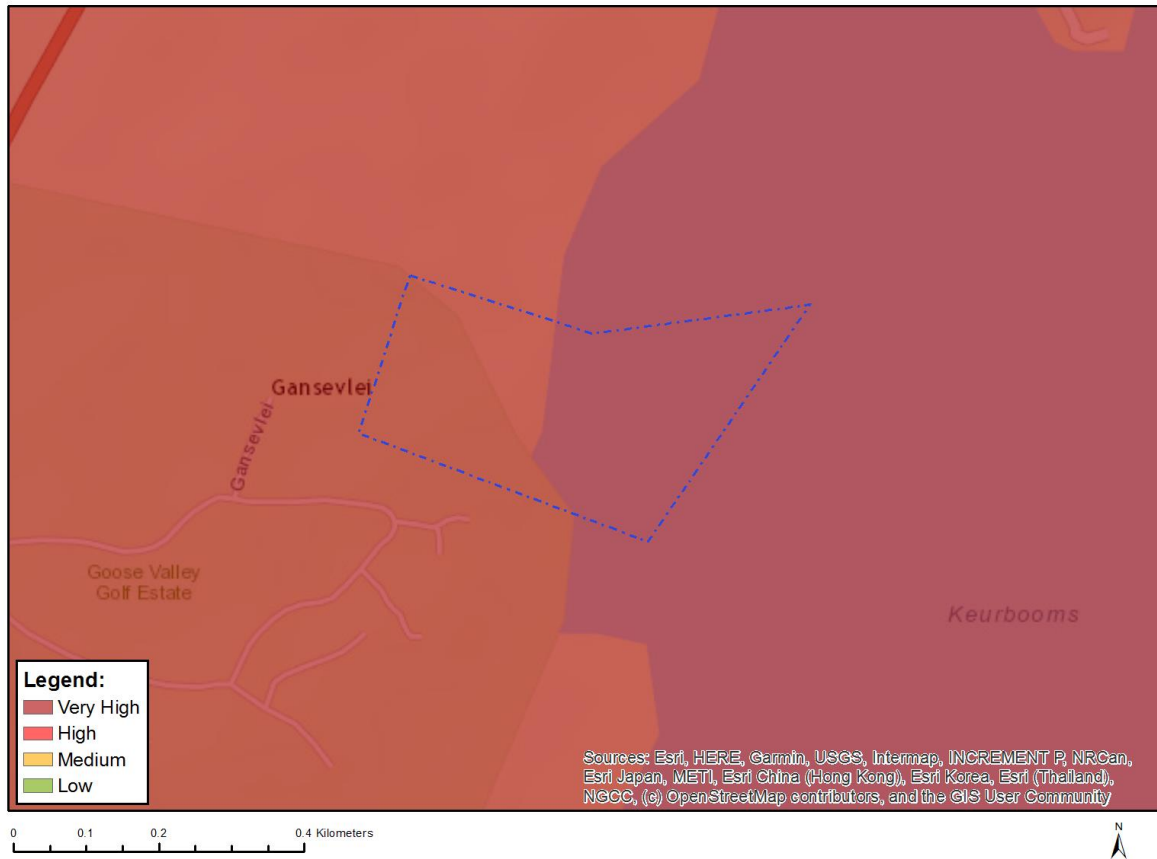 Gansevlei
Gansevlei
Goose Valley
Golf Estate
Keurbooms
Legend:
Very High
High
Medium
Low
Sources: Esri, HERE, Garmin, USGS, Intermap, INCREMENT P, NRCan,
Esri Japan, METI, Esri China (Hong Kong), Esri Korea, Esri (Thailand),
NGCC, (c) OpenStreetMap contributors, and the GIS User Community
0 0.1 0.2 0.4 Kilometers
N